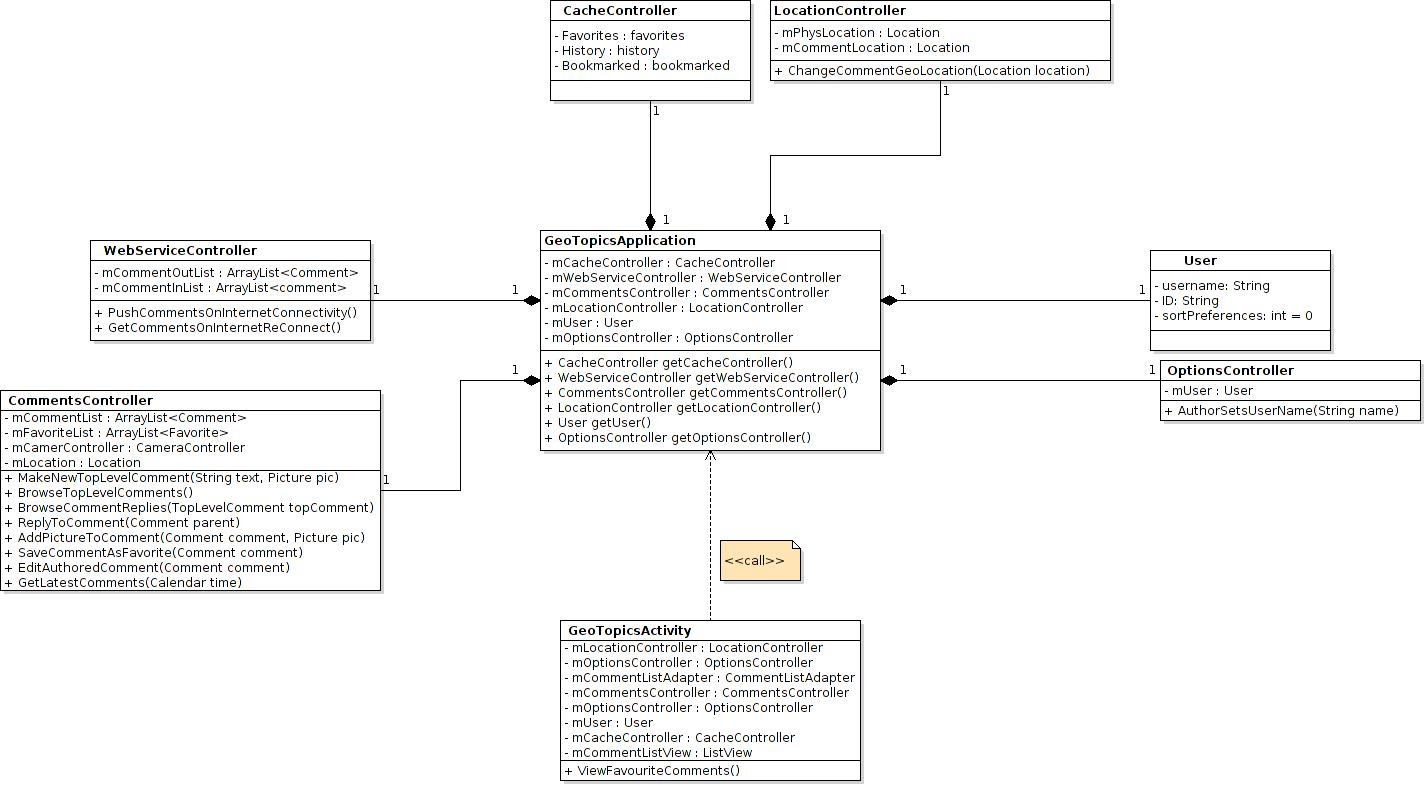 CacheController
- Favorites : favorites
- History : history
- Bookmarked : bookmarked
1
1
LocationController
- mPhysLocation : Location
- mCommentLocation : Location
+ ChangeCommentGeoLocation(Location location)
1
1
WebServiceController
- mCommentOutList : ArrayList<Comment>
- mCommentInList : ArrayList<comment>
+ PushCommentsOnInternetConnectivity()
+ GetCommentsOnInternetReConnect()
1
1
GeoTopicsApplication
- mCacheController : CacheController
- mWebServiceController : WebServiceController
- mCommentsController : CommentsController
- mLocationController : LocationController
- mUser : User
- mOptionsController : OptionsController
+ CacheController getCacheController()
+ WebServiceController getWebServiceController()
+ CommentsController getCommentsController()
+ LocationController getLocationController()
+ User getUser()
+ OptionsController getOptionsController()
1
1
User
- username: String
- ID: String
- sortPreferences: int = 0
1
1
OptionsController
- mUser : User
+ AuthorSetsUserName(String name)
CommentsController
- mCommentList : ArrayList<Comment>
- mFavoriteList : ArrayList<Favorite>
- mCamerController : CameraController
- mLocation : Location
+ MakeNewTopLevelComment(String text, Picture pic)
+ BrowseTopLevelComments()
+ BrowseCommentReplies(TopLevelComment topComment)
+ ReplyToComment(Comment parent)
+ AddPictureToComment(Comment comment, Picture pic)
+ SaveCommentAsFavorite(Comment comment)
+ EditAuthoredComment(Comment comment)
+ GetLatestComments(Calendar time)
1
1
<<call>>
GeoTopicsActivity
- mLocationController : LocationController
- mOptionsController : OptionsController
- mCommentListAdapter : CommentListAdapter
- mCommentsController : CommentsController
- mOptionsController : OptionsController
- mUser : User
- mCacheController : CacheController
- mCommentListView : ListView
+ ViewFavouriteComments()